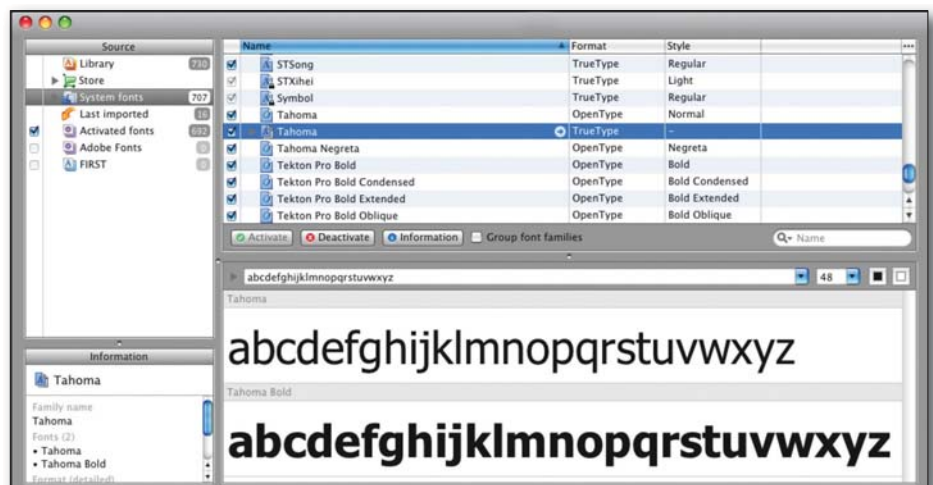 Source
Library 730
Store
System fonts 707
Last imported 16
Activated fonts 692
Adobe Fonts 0
FIRST 0
Name Format Style
STSong TrueType Regular
STXihei TrueType Light
Symbol TrueType Regular
Tahoma OpenType Normal
Tahoma TrueType –
Tahoma Negreta OpenType Negreta
Tekton Pro Bold OpenType Bold
Tekton Pro Bold Condensed OpenType Bold Condensed
Tekton Pro Bold Extended OpenType Bold Extended
Tekton Pro Bold Oblique OpenType Bold Oblique
Activate Deactivate Information Group font families Name
abcdefghijklmnopqrstuvwxyz 48
Tahoma
abcdefghijklmnopqrstuvwxyz
Tahoma Bold
abcdefghijklmnopqrstuvwxyz
Information
Tahoma
Family name
Tahoma
Fonts (2)
• Tahoma
• Tahoma Bold
Format (detailed)